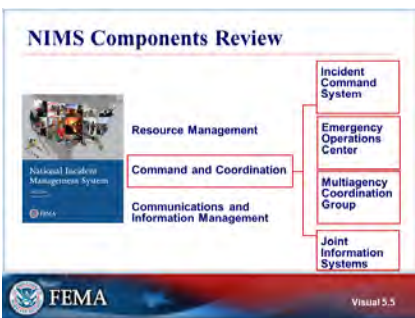 NIMS Components Review
National Incident
Management System
FEMA
Resource Management
Command and Coordination
Communications and
Information Management
Incident
Command
System
Emergency
Operations
Center
Multiagency
Coordination
Group
Joint
Information
Systems
FEMA
Visual 5.5